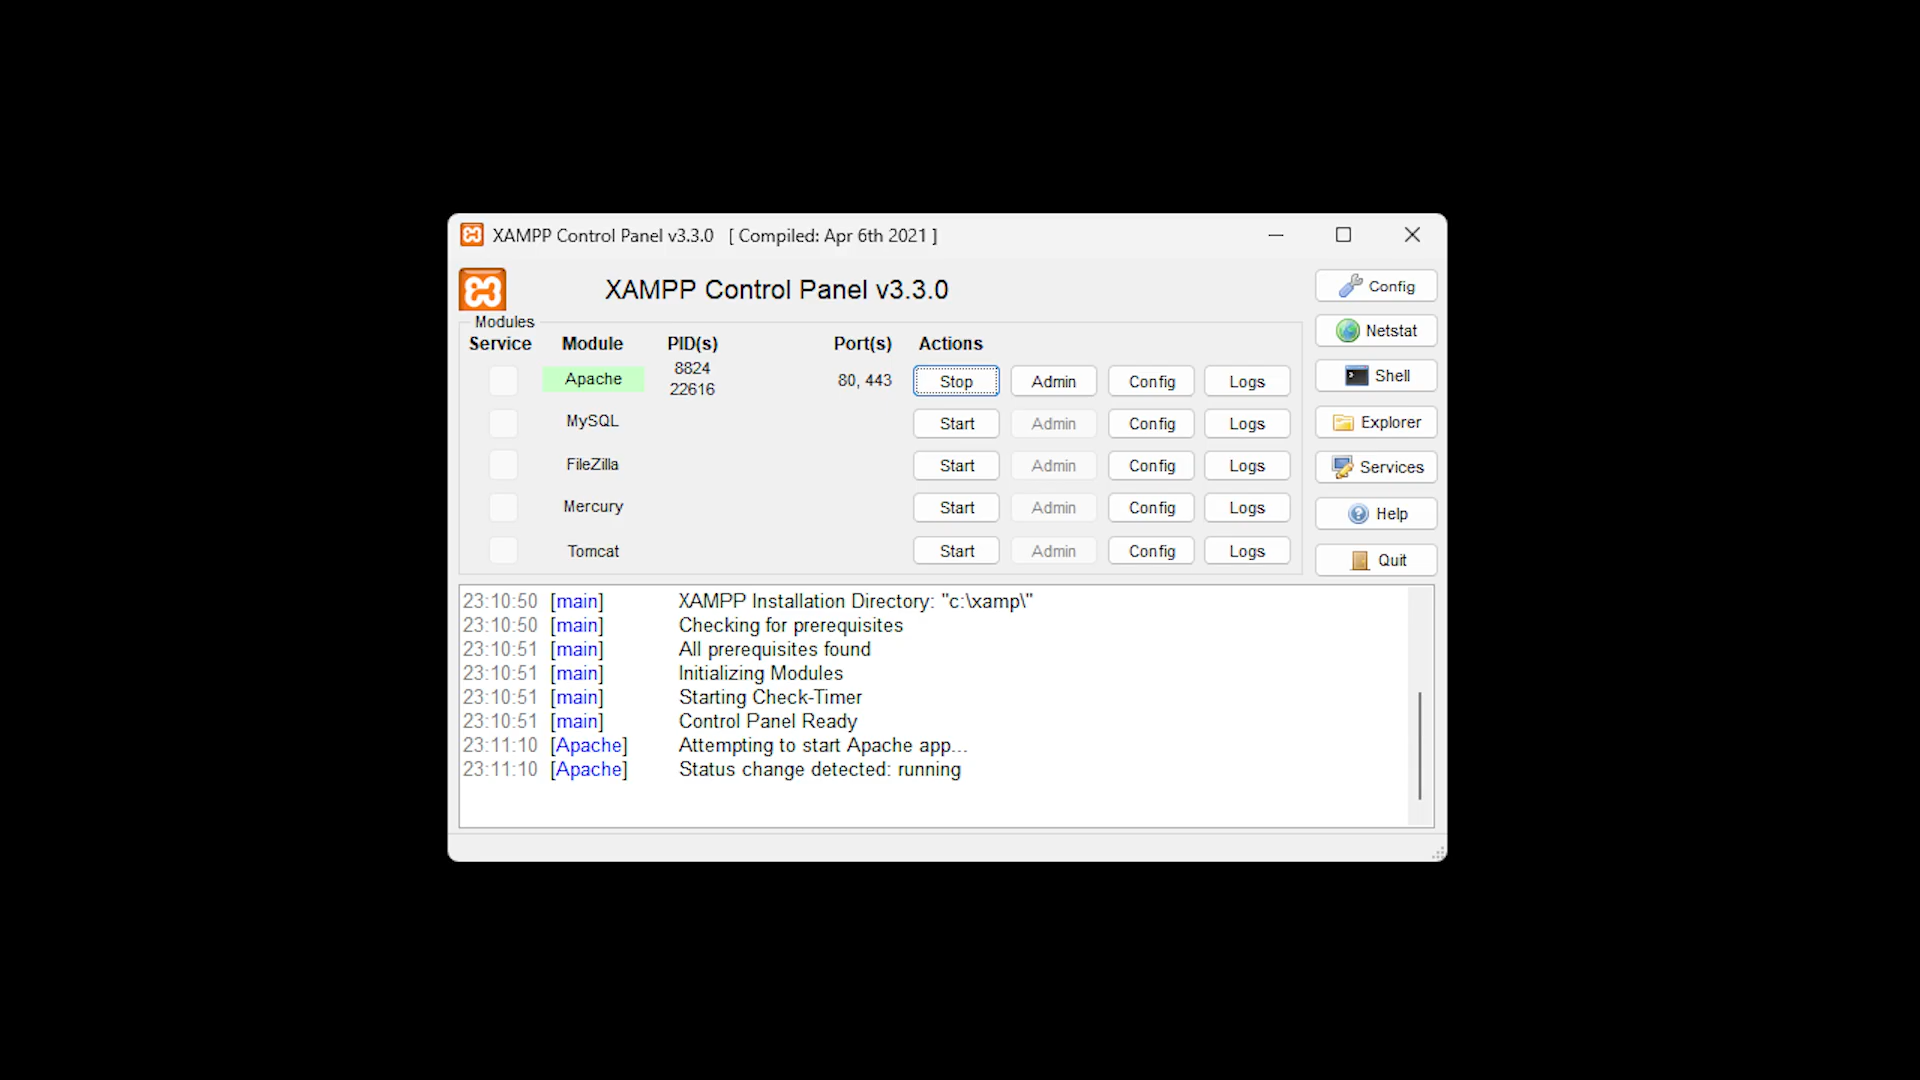 XAMPP Control Panel v3.3.0 [ Compiled: Apr 6th 2021 ]
XAMPP Control Panel v3.3.0
Config
Modules
Netstat
Service Module PID(s) Port(s) Actions
Apache 8824 22616 80, 443 Stop Admin Config Logs
Shell
MySQL Start Admin Config Logs
Explorer
FileZilla Start Admin Config Logs
Services
Mercury Start Admin Config Logs
Help
Tomcat Start Admin Config Logs
Quit
23:10:50 [main] XAMPP Installation Directory: "c:\xamp\"
23:10:50 [main] Checking for prerequisites
23:10:51 [main] All prerequisites found
23:10:51 [main] Initializing Modules
23:10:51 [main] Starting Check-Timer
23:10:51 [main] Control Panel Ready
23:11:10 [Apache] Attempting to start Apache app...
23:11:10 [Apache] Status change detected: running